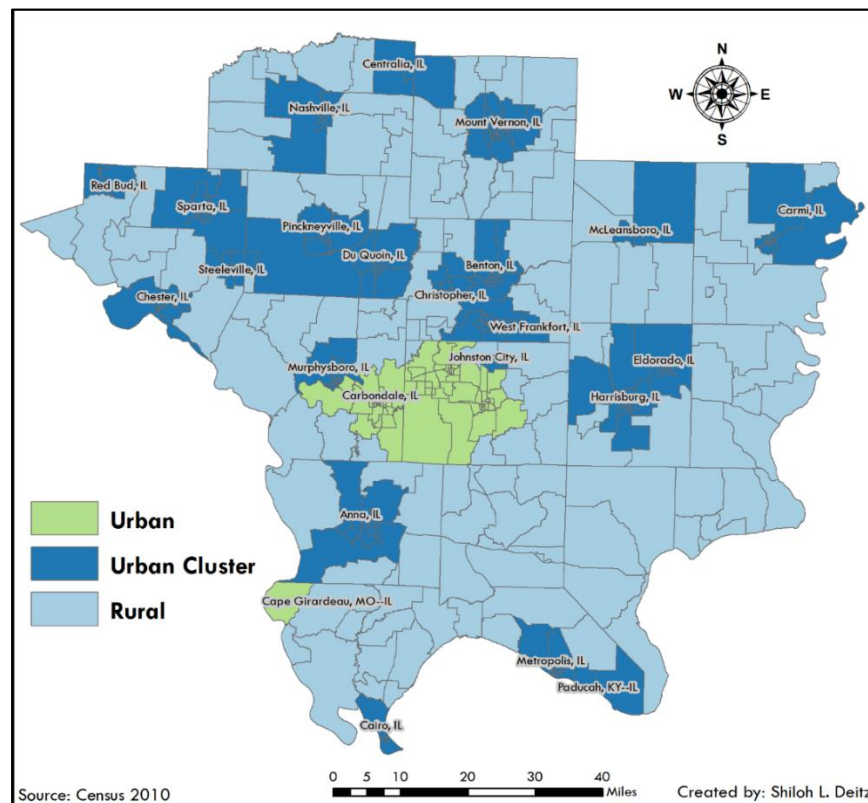 Centralia, IL
N
Nashville, IL
W
E
Mount Vernon, IL
S
Red Bud, IL
Sparta, IL
Carmi, IL
Pinckneyville, IL
McLeansboro, IL
Du Quoin, IL
Benton, IL
Steeleville, IL
Christopher, IL
Chester, IL
West Frankfort, IL
Johnston City, IL
Eldorado, IL
Murphysboro, IL
Carbondale, IL
Harrisburg, IL
Anna, IL
Urban
Urban Cluster
Rural
Cape Girardeau, MO--IL
Metropolis, IL
Paducah, KY--IL
Cairo, IL
0 5 10 20 30 40
Miles
Source: Census 2010
Created by: Shiloh L. Deitz